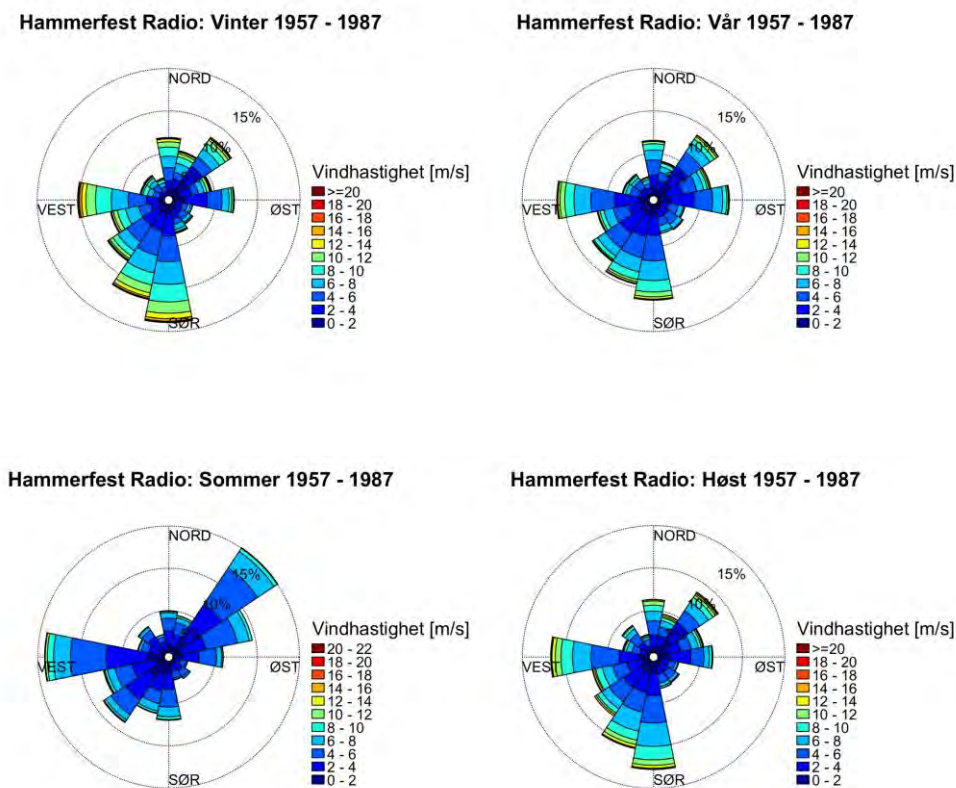 Hammerfest Radio: Vinter 1957 - 1987
NORD
15%
10%
VEST
ØST
SØR
Vindhastighet [m/s]
>=20
18 - 20
16 - 18
14 - 16
12 - 14
10 - 12
8 - 10
6 - 8
4 - 6
2 - 4
0 - 2
Hammerfest Radio: Vår 1957 - 1987
NORD
15%
10%
VEST
ØST
SØR
Vindhastighet [m/s]
>=20
18 - 20
16 - 18
14 - 16
12 - 14
10 - 12
8 - 10
6 - 8
4 - 6
2 - 4
0 - 2
Hammerfest Radio: Sommer 1957 - 1987
NORD
15%
10%
VEST
ØST
SØR
Vindhastighet [m/s]
20 - 22
18 - 20
16 - 18
14 - 16
12 - 14
10 - 12
8 - 10
6 - 8
4 - 6
2 - 4
0 - 2
Hammerfest Radio: Høst 1957 - 1987
NORD
15%
10%
VEST
ØST
SØR
Vindhastighet [m/s]
>=20
18 - 20
16 - 18
14 - 16
12 - 14
10 - 12
8 - 10
6 - 8
4 - 6
2 - 4
0 - 2